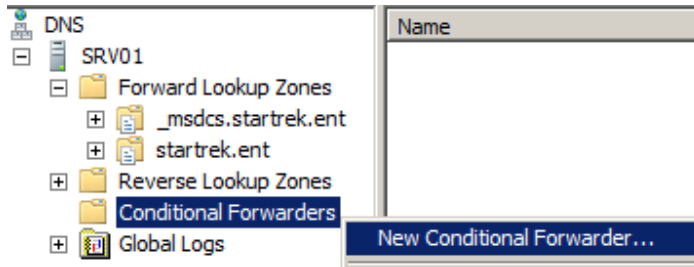 DNS
Name
SRV01
Forward Lookup Zones
_msdcs.startrek.ent
startrek.ent
Reverse Lookup Zones
Conditional Forwarders
New Conditional Forwarder...
Global Logs